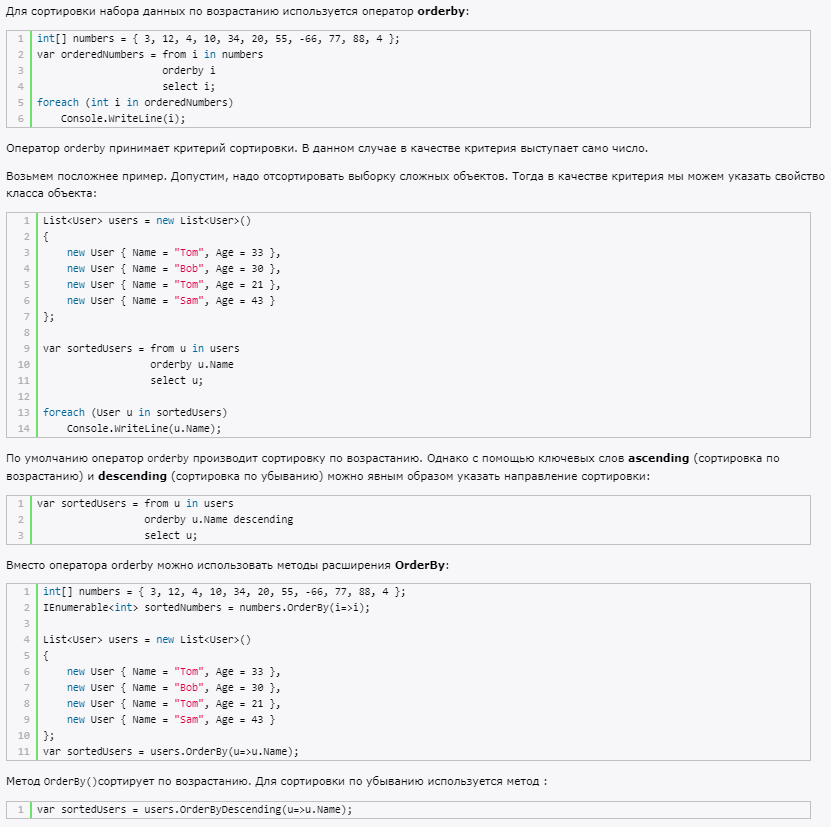 Для сортировки набора данных по возрастанию используется оператор orderby:
1 int[] numbers = { 3, 12, 4, 10, 34, 20, 55, -66, 77, 88, 4 };
2 var orderedNumbers = from i in numbers
3                      orderby i
4                      select i;
5 foreach (int i in orderedNumbers)
6     Console.WriteLine(i);
Оператор orderby принимает критерий сортировки. В данном случае в качестве критерия выступает само число.
Возьмем посложнее пример. Допустим, надо отсортировать выборку сложных объектов. Тогда в качестве критерия мы можем указать свойство
класса объекта:
1 List<User> users = new List<User>()
2 {
3     new User { Name = "Tom", Age = 33 },
4     new User { Name = "Bob", Age = 30 },
5     new User { Name = "Tom", Age = 21 },
6     new User { Name = "Sam", Age = 43 }
7 };
8
9 var sortedUsers = from u in users
10                   orderby u.Name
11                   select u;
12
13 foreach (User u in sortedUsers)
14     Console.WriteLine(u.Name);
По умолчанию оператор orderby производит сортировку по возрастанию. Однако с помощью ключевых слов ascending (сортировка по
возрастанию) и descending (сортировка по убыванию) можно явным образом указать направление сортировки:
1 var sortedUsers = from u in users
2                   orderby u.Name descending
3                   select u;
Вместо оператора orderby можно использовать методы расширения OrderBy:
1 int[] numbers = { 3, 12, 4, 10, 34, 20, 55, -66, 77, 88, 4 };
2 IEnumerable<int> sortedNumbers = numbers.OrderBy(i=>i);
3
4 List<User> users = new List<User>()
5 {
6     new User { Name = "Tom", Age = 33 },
7     new User { Name = "Bob", Age = 30 },
8     new User { Name = "Tom", Age = 21 },
9     new User { Name = "Sam", Age = 43 }
10 };
11 var sortedUsers = users.OrderBy(u=>u.Name);
Метод OrderBy()сортирует по возрастанию. Для сортировки по убыванию используется метод :
1 var sortedUsers = users.OrderByDescending(u=>u.Name);